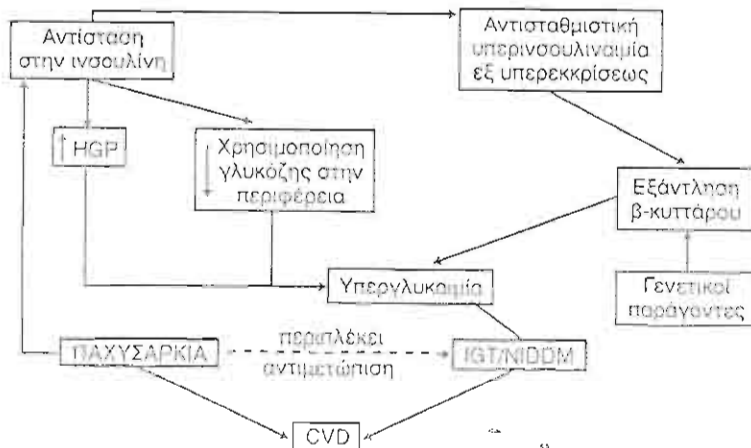 Αντίσταση
στην ινσουλίνη
Αντισταθμιστική
υπερινσουλιναιμία
εξ υπερεκκρίσεως
↑ HGP
↓ Χρησιμοποίηση
γλυκόζης στην
περιφέρεια
Εξάντληση
β-κυττάρου
Υπεργλυκαιμία
Γενετικοί
παράγοντες
ΠΑΧΥΣΑΡΚΙΑ
περιπλέκει
αντιμετώπιση
IGT/NIDDM
CVD